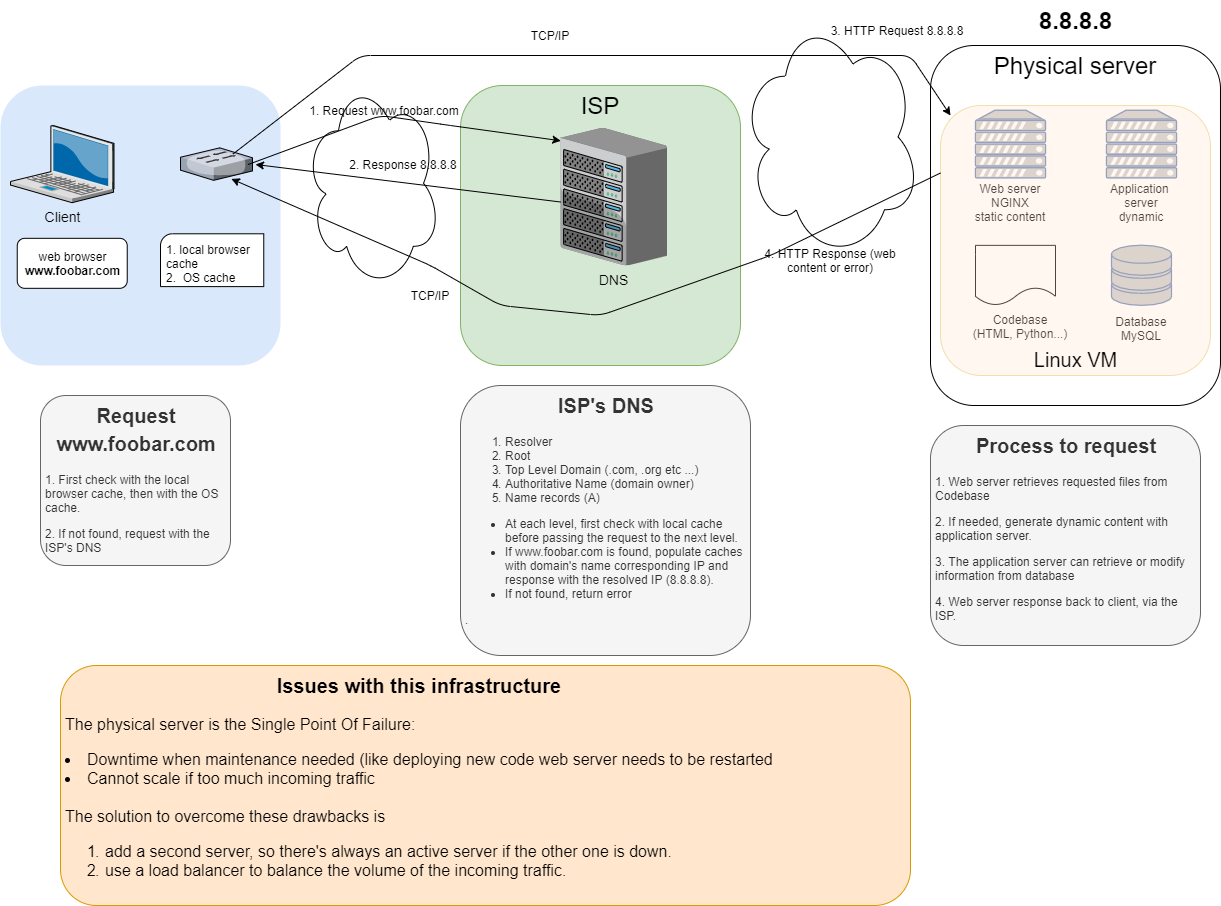 8.8.8.8
TCP/IP
3. HTTP Request 8.8.8.8
Physical server
ISP
1. Request www.foobar.com
2. Response 8.8.8.8
Client
web browser
www.foobar.com
1. local browser
cache
2.  OS cache
DNS
TCP/IP
4. HTTP Response (web
content or error)
Web server
NGINX
static content
Application
server
dynamic
Codebase
(HTML, Python...)
Database
MySQL
Linux VM
Request
www.foobar.com
1. First check with the local
browser cache, then with the OS
cache.
2. If not found, request with the
ISP's DNS
ISP's DNS
1. Resolver
2. Root
3. Top Level Domain (.com, .org etc ...)
4. Authoritative Name (domain owner)
5. Name records (A)
• At each level, first check with local cache
before passing the request to the next level.
• If www.foobar.com is found, populate caches
with domain's name corresponding IP and
response with the resolved IP (8.8.8.8).
• If not found, return error
.
Process to request
1. Web server retrieves requested files from
Codebase
2. If needed, generate dynamic content with
application server.
3. The application server can retrieve or modify
information from database
4. Web server response back to client, via the
ISP.
Issues with this infrastructure
The physical server is the Single Point Of Failure:
• Downtime when maintenance needed (like deploying new code web server needs to be restarted
• Cannot scale if too much incoming traffic
The solution to overcome these drawbacks is
1. add a second server, so there's always an active server if the other one is down.
2. use a load balancer to balance the volume of the incoming traffic.